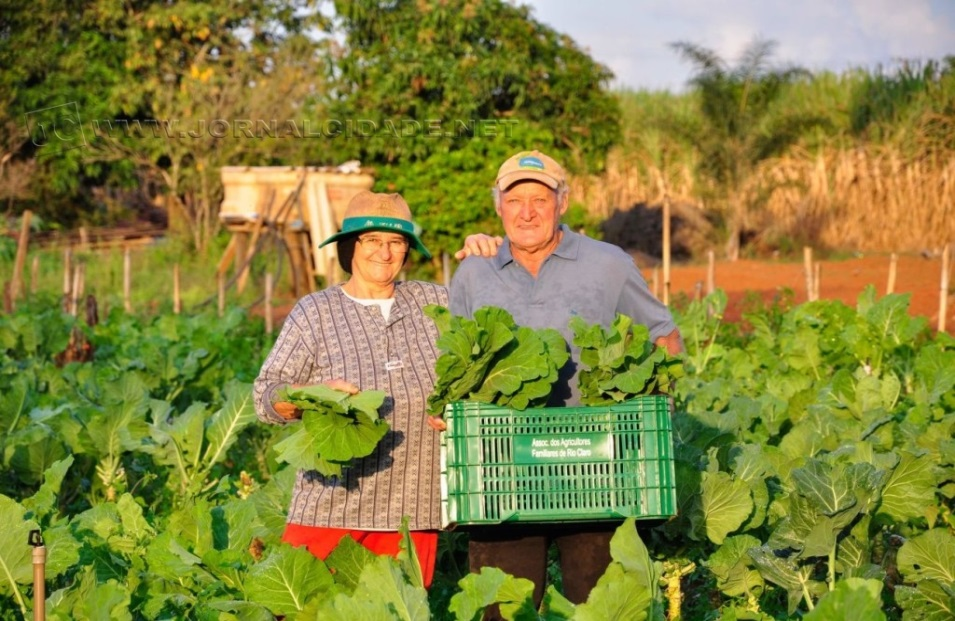 WWW.JORNALCIDADE.NET
Assoc. dos Agricultores
Familiares de Rio Claro